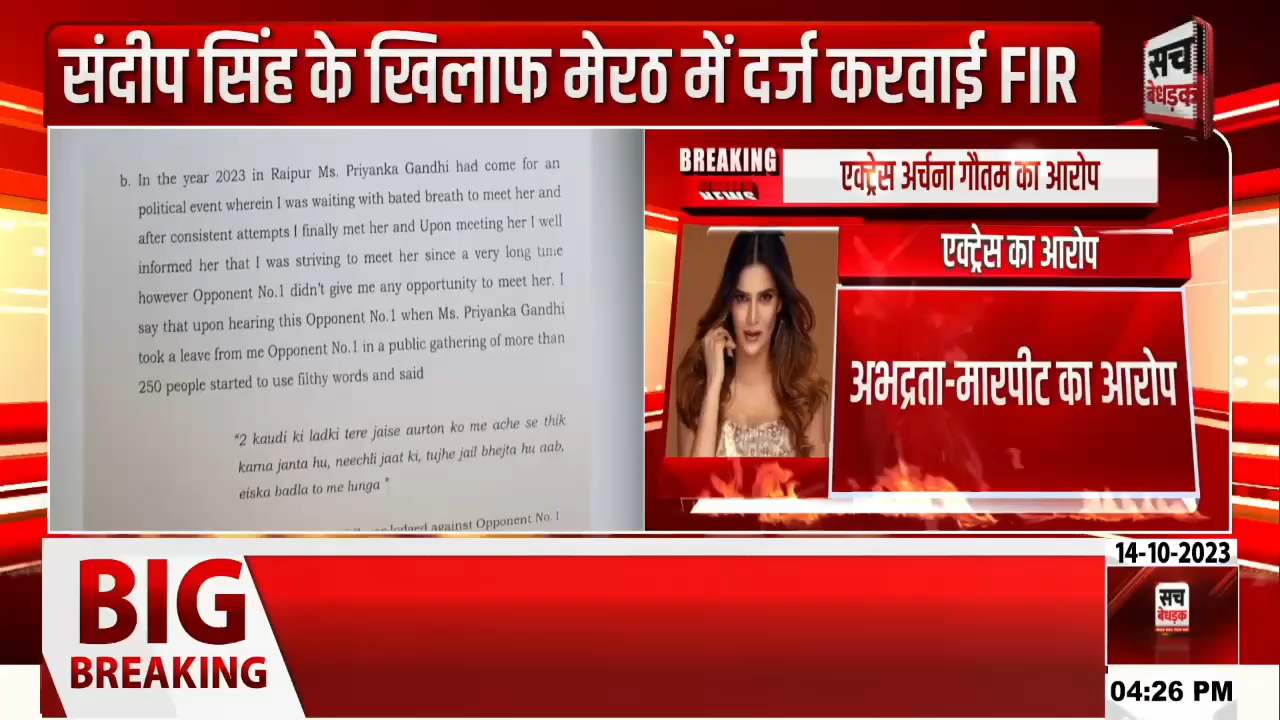 संदीप सिंह के खिलाफ मेरठ में दर्ज करवाई FIR
सच
बेधड़क
b. In the year 2023 in Raipur Ms. Priyanka Gandhi had come for an
political event wherein I was waiting with bated breath to meet her and
after consistent attempts I finally met her and Upon meeting her I well
informed her that I was striving to meet her since a very long time
however Opponent No.1 didn't give me any opportunity to meet her. I
say that upon hearing this Opponent No.1 when Ms. Priyanka Gandhi
took a leave from me Opponent No.1 in a public gathering of more than
250 people started to use filthy words and said
"2 kaudi ki ladki tere jaise aurton ko me ache se thik
karna janta hu, neechli jaat ki, tujhe jail bhejta hu aab,
eiska badla to me lunga "
lodged against Opponent No.1
BREAKING
NEWS
एक्ट्रेस अर्चना गौतम का आरोप
एक्ट्रेस का आरोप
अभद्रता-मारपीट का आरोप
BIG
BREAKING
14-10-2023
सच
बेधड़क
04:26 PM